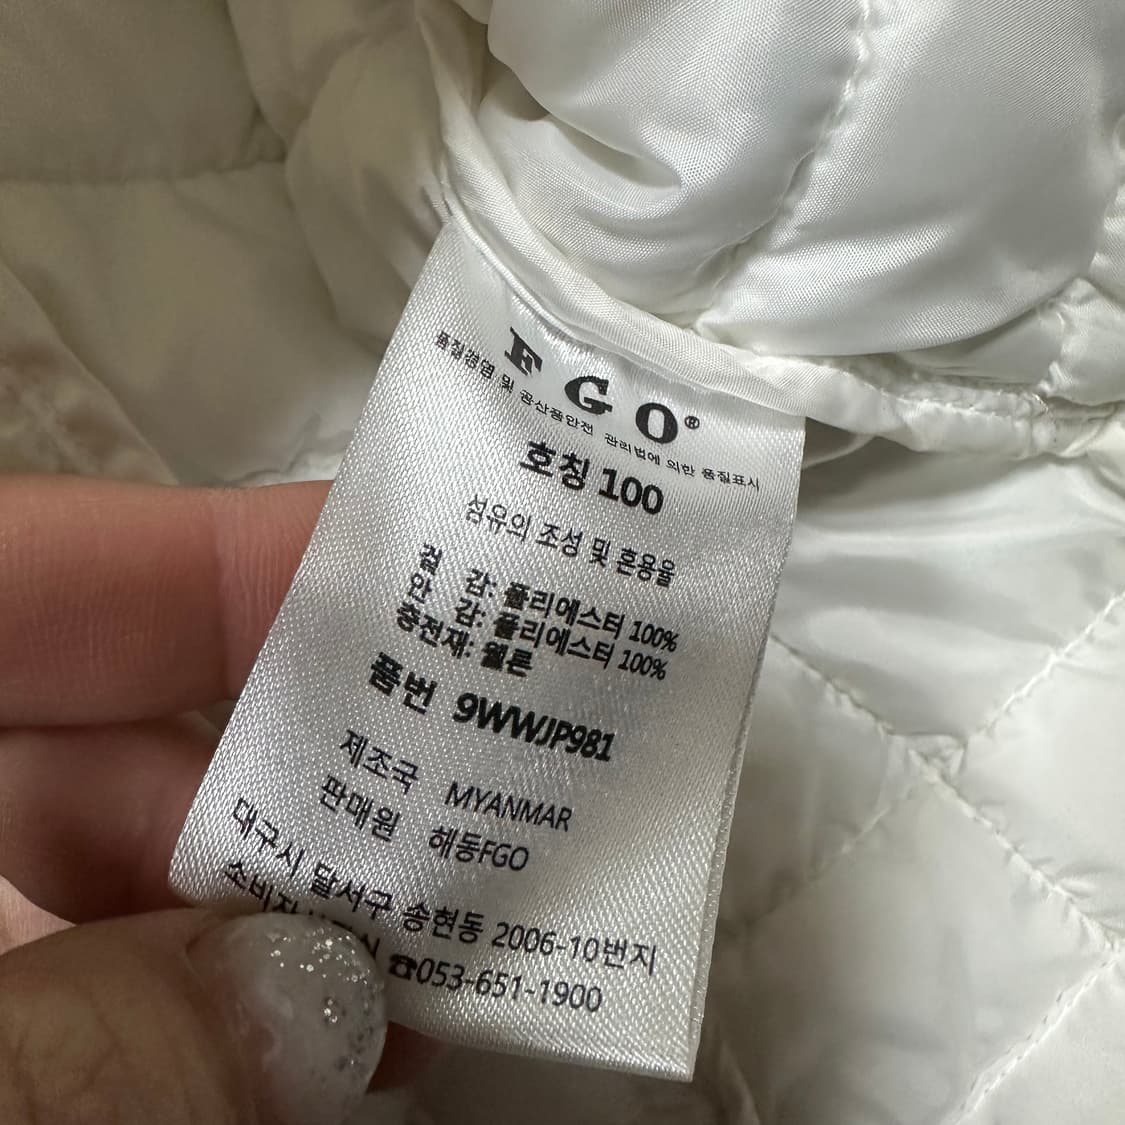 FGO®
품질경영 및 공산품안전 관리법에 의한 품질표시
호칭 100
섬유의 조성 및 혼용율
겉 감: 폴리에스터 100%
안 감: 폴리에스터 100%
충전재: 웰론
품번 9WWJP981
제조국 MYANMAR
판매원 해동FGO
대구시 달서구 송현동 2006-10번지
☎053-651-1900